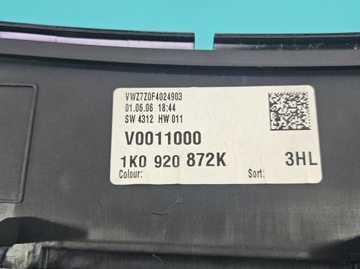 VWZ7Z0F4024903
01.06.06 18:44
SW 4312 HW 011
V0011000
1K0 920 872K 3HL
Colour: Sort: